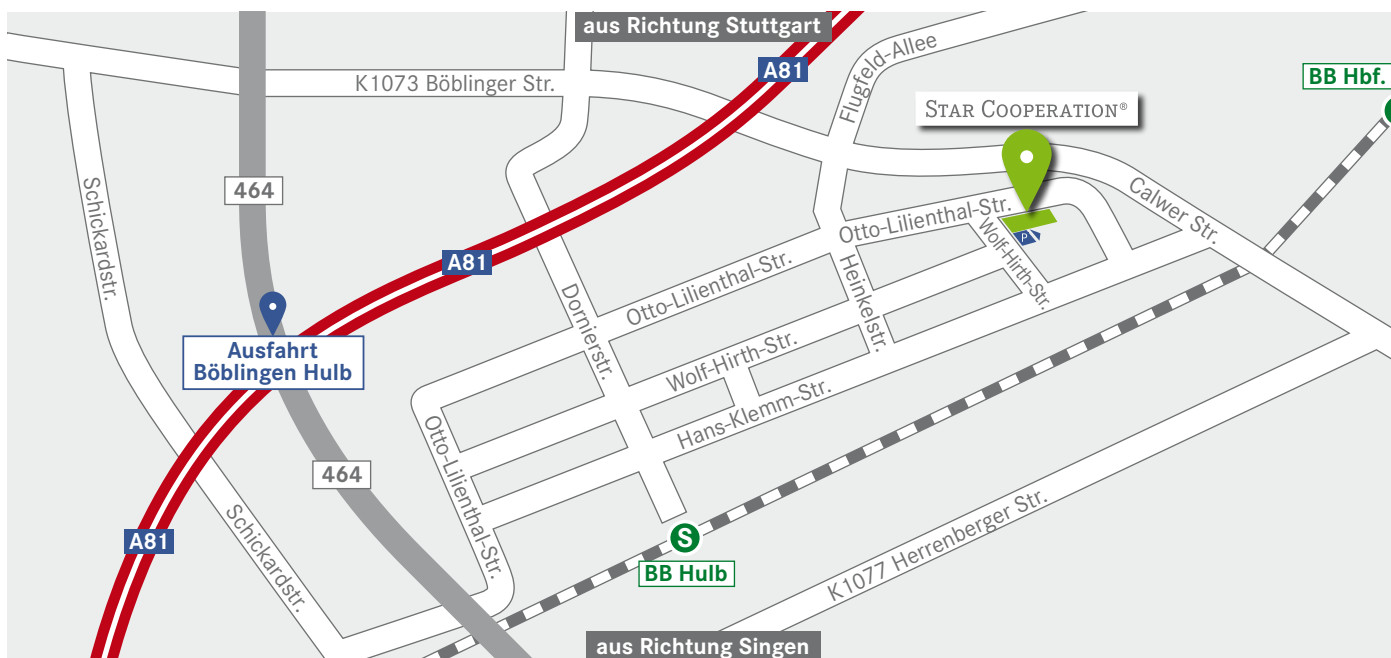 aus Richtung Stuttgart
Flugfeld-Allee
A81
BB Hbf.
K1073 Böblinger Str.
STAR COOPERATION®
Schickardstr.
464
Calwer Str.
Otto-Lilienthal-Str.
Wolf-Hirth-Str.
P
A81
Otto-Lilienthal-Str.
Heinkelstr.
Dornierstr.
Ausfahrt
Böblingen Hulb
Wolf-Hirth-Str.
Hans-Klemm-Str.
Otto-Lilienthal-Str.
464
A81
Schickardstr.
S
BB Hulb
K1077 Herrenberger Str.
aus Richtung Singen